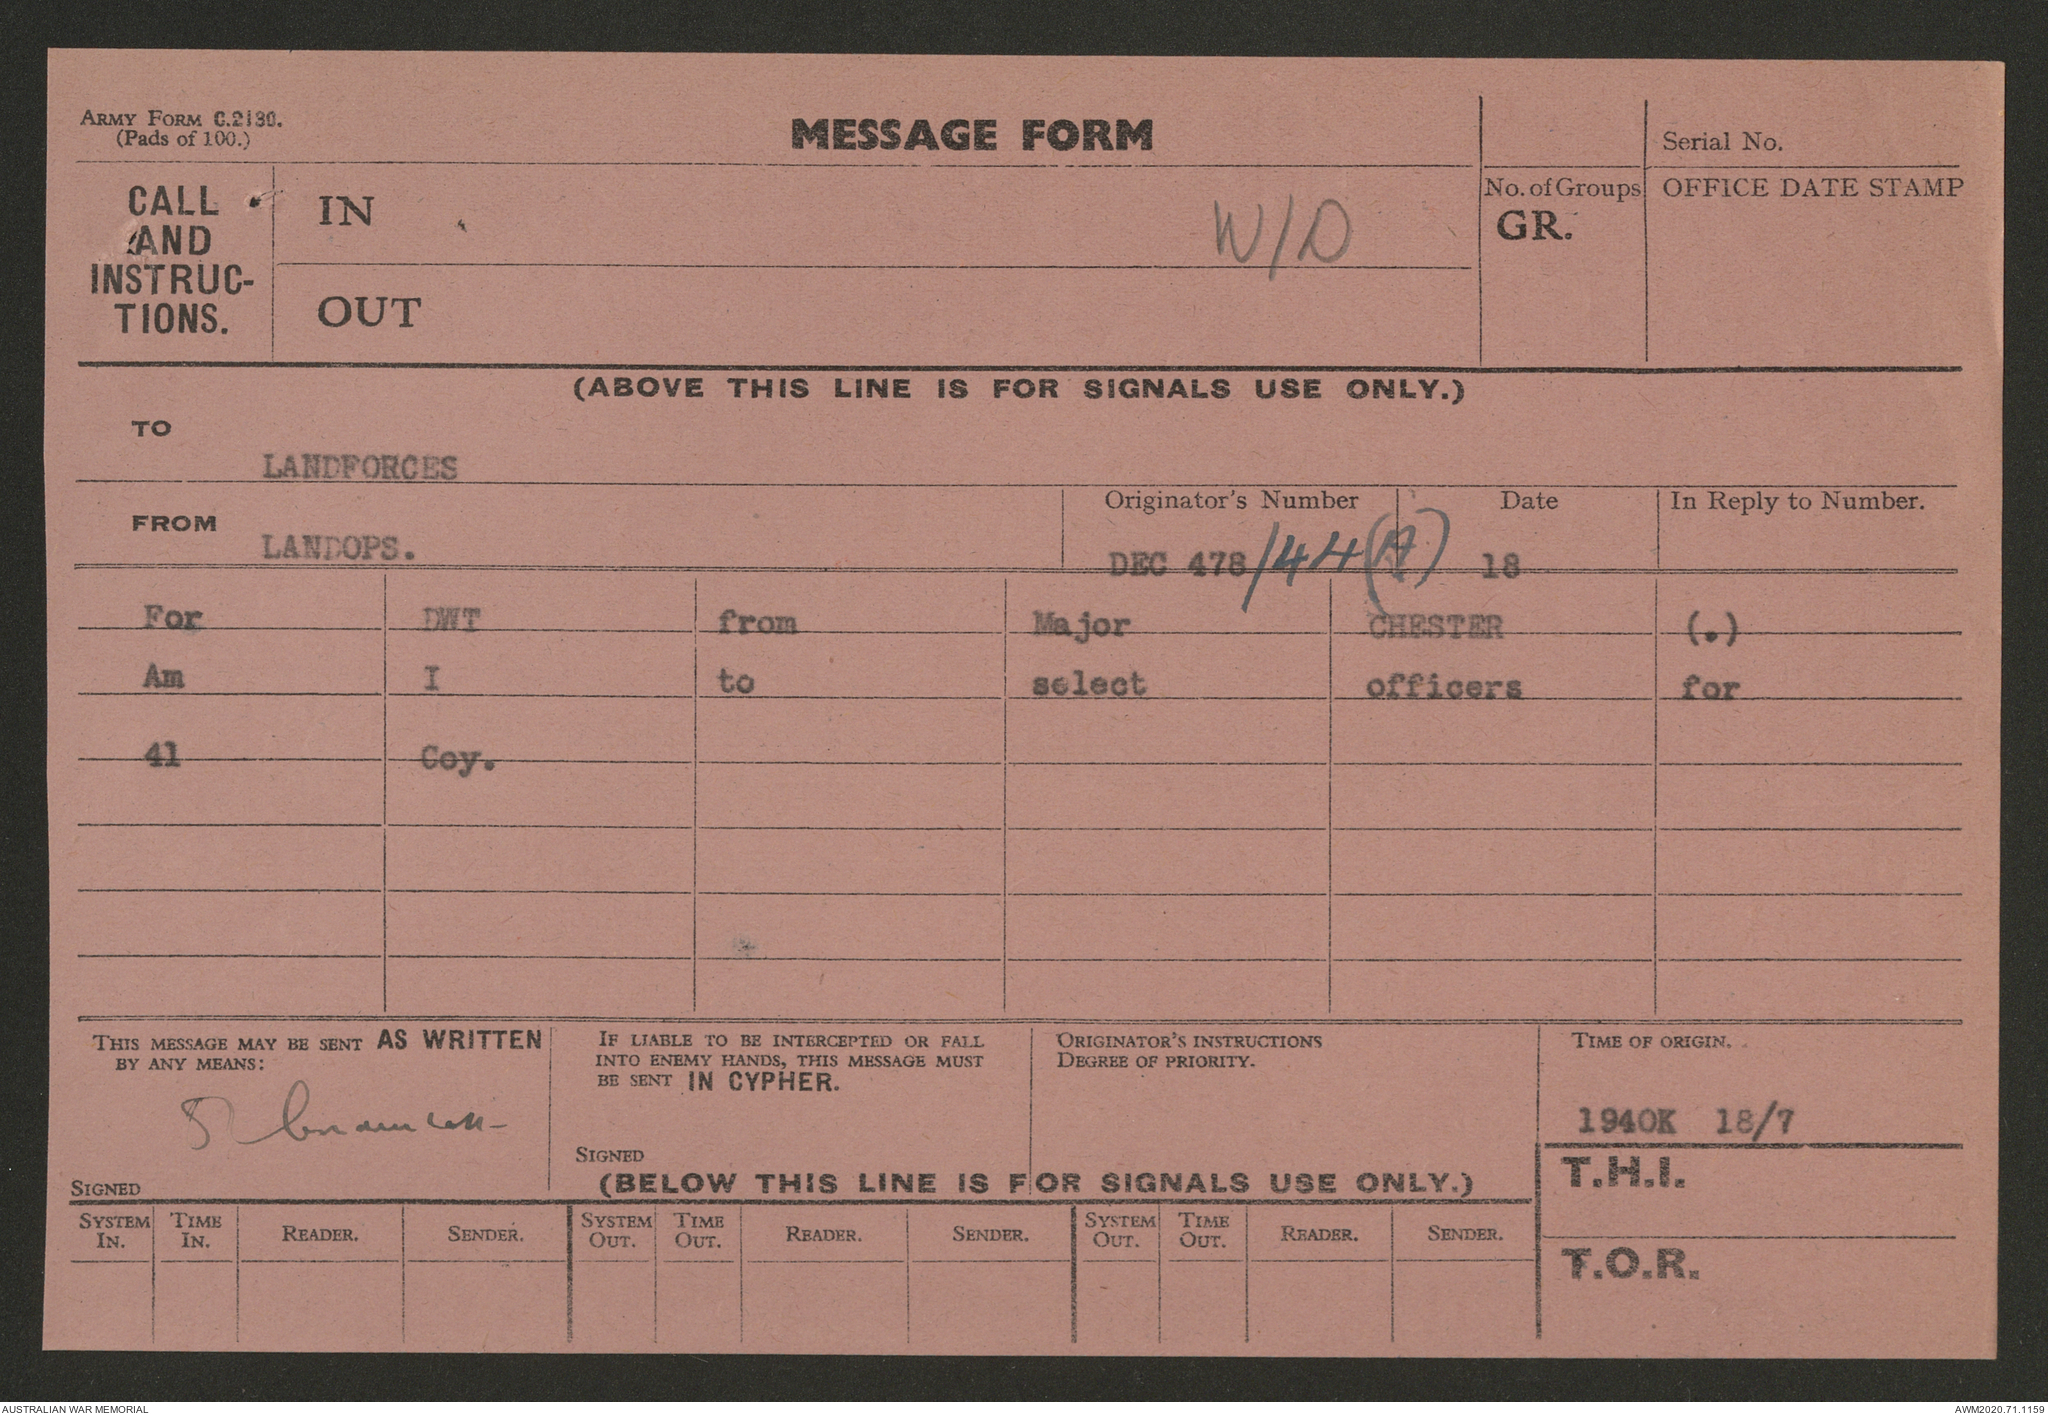 ARMY FORM C.2130.
(Pads of 100.)
MESSAGE FORM
Serial No.
CALL AND INSTRUC-TIONS.
IN
W/D
No. of Groups
GR.
OFFICE DATE STAMP
OUT
(ABOVE THIS LINE IS FOR SIGNALS USE ONLY.)
TO
LANDFORCES
FROM
LANDOPS.
Originator's Number
DEC 478/44(A)
Date
18
In Reply to Number.
For DWT from Major CHESTER (.)
Am I to select officers for
41 Coy.
THIS MESSAGE MAY BE SENT AS WRITTEN
BY ANY MEANS:
SIGNED
IF LIABLE TO BE INTERCEPTED OR FALL
INTO ENEMY HANDS, THIS MESSAGE MUST
BE SENT IN CYPHER.
SIGNED
ORIGINATOR'S INSTRUCTIONS
DEGREE OF PRIORITY.
TIME OF ORIGIN.
1940K 18/7
T.H.I.
T.O.R.
(BELOW THIS LINE IS FOR SIGNALS USE ONLY.)
SYSTEM IN. TIME IN. READER. SENDER. SYSTEM OUT. TIME OUT. READER. SENDER. SYSTEM OUT. TIME OUT. READER. SENDER.
AUSTRALIAN WAR MEMORIAL
AWM2020.71.1159